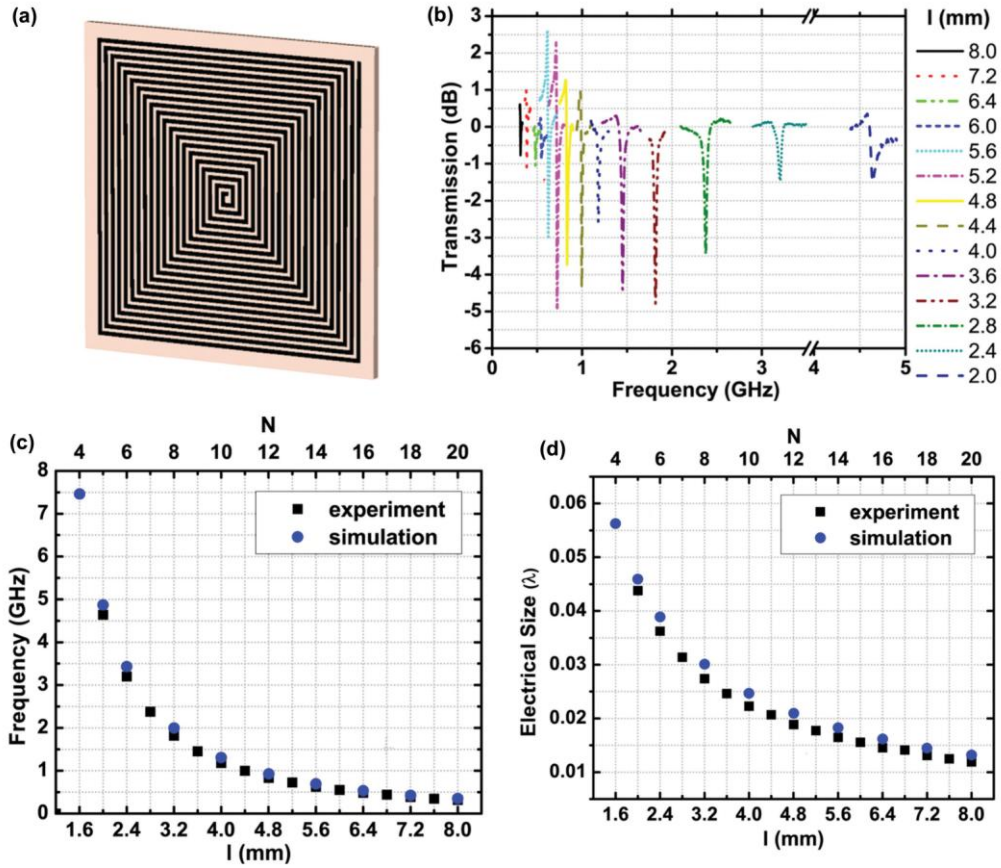 (a)
(b)
3
2
1
0
-1
-2
-3
-4
-5
-6
Transmission (dB)
0 1 2 3 4 5
Frequency (GHz)
l (mm)
8.0
7.2
6.4
6.0
5.6
5.2
4.8
4.4
4.0
3.6
3.2
2.8
2.4
2.0
(c)
N
4 6 8 10 12 14 16 18 20
8
7
6
5
4
3
2
1
0
Frequency (GHz)
experiment
simulation
1.6 2.4 3.2 4.0 4.8 5.6 6.4 7.2 8.0
l (mm)
(d)
N
4 6 8 10 12 14 16 18 20
0.06
0.05
0.04
0.03
0.02
0.01
Electrical Size (λ)
experiment
simulation
1.6 2.4 3.2 4.0 4.8 5.6 6.4 7.2 8.0
l (mm)